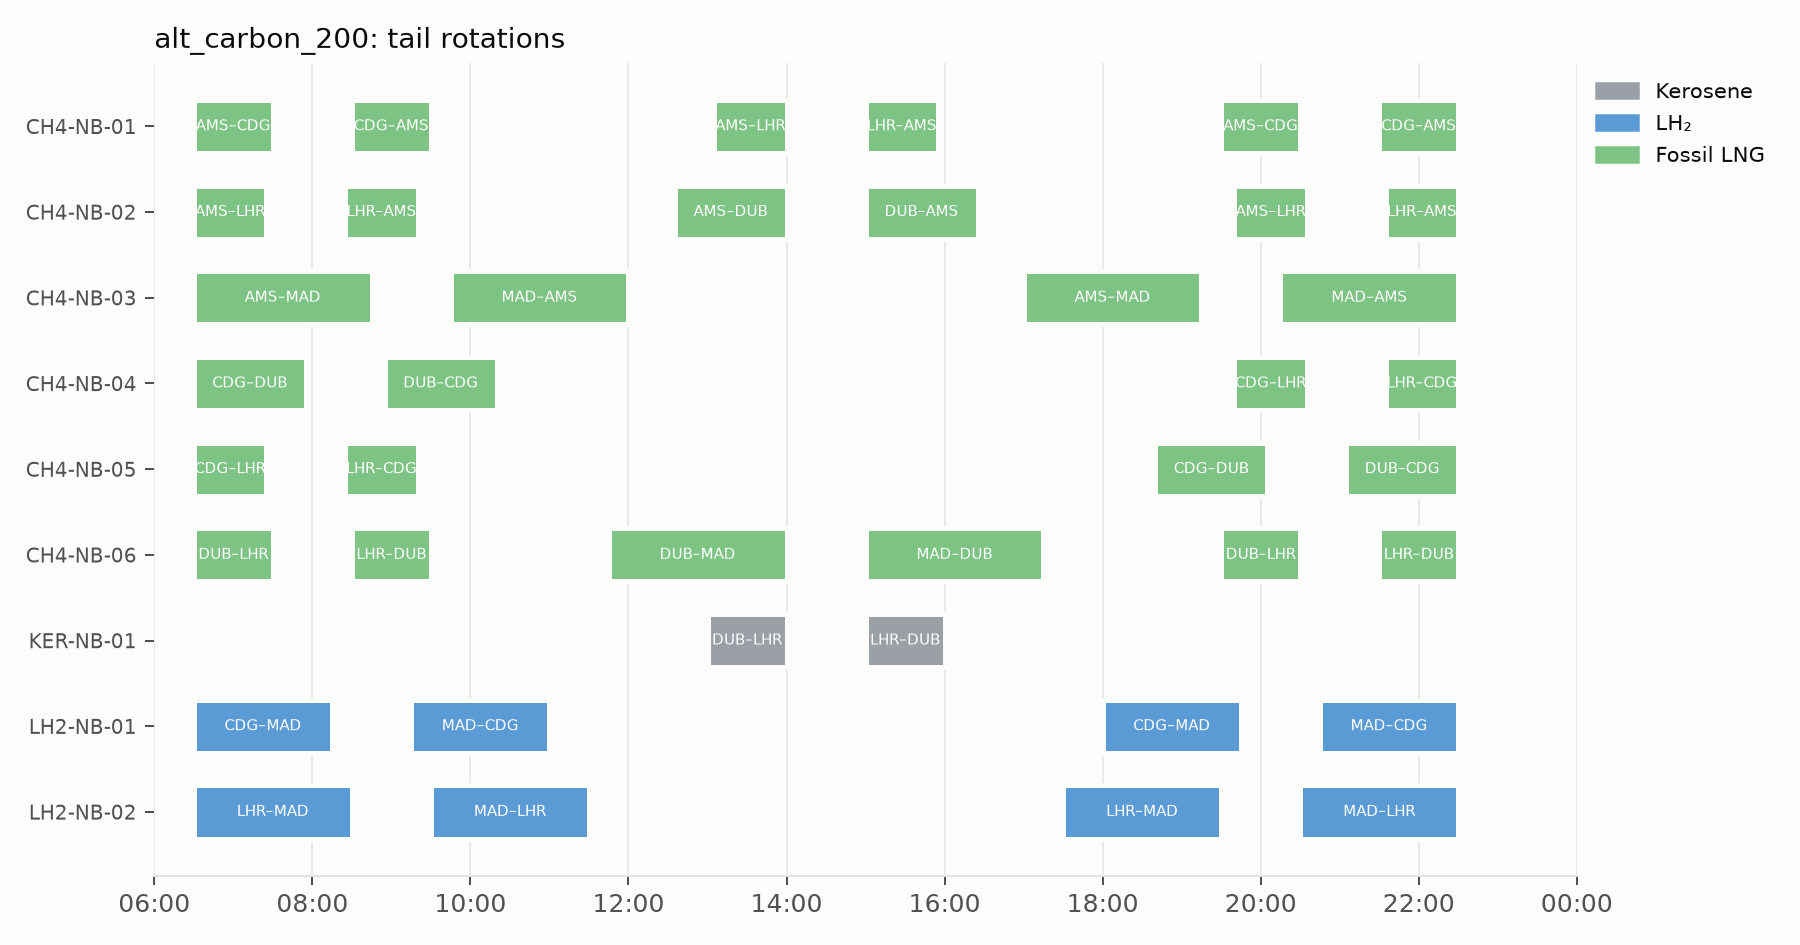 alt_carbon_200: tail rotations
Kerosene
LH₂
Fossil LNG
CH4-NB-01
AMS–CDG
CDG–AMS
AMS–LHR
LHR–AMS
AMS–CDG
CDG–AMS
CH4-NB-02
AMS–LHR
LHR–AMS
AMS–DUB
DUB–AMS
AMS–LHR
LHR–AMS
CH4-NB-03
AMS–MAD
MAD–AMS
AMS–MAD
MAD–AMS
CH4-NB-04
CDG–DUB
DUB–CDG
CDG–LHR
LHR–CDG
CH4-NB-05
CDG–LHR
LHR–CDG
CDG–DUB
DUB–CDG
CH4-NB-06
DUB–LHR
LHR–DUB
DUB–MAD
MAD–DUB
DUB–LHR
LHR–DUB
KER-NB-01
DUB–LHR
LHR–DUB
LH2-NB-01
CDG–MAD
MAD–CDG
CDG–MAD
MAD–CDG
LH2-NB-02
LHR–MAD
MAD–LHR
LHR–MAD
MAD–LHR
06:00 08:00 10:00 12:00 14:00 16:00 18:00 20:00 22:00 00:00